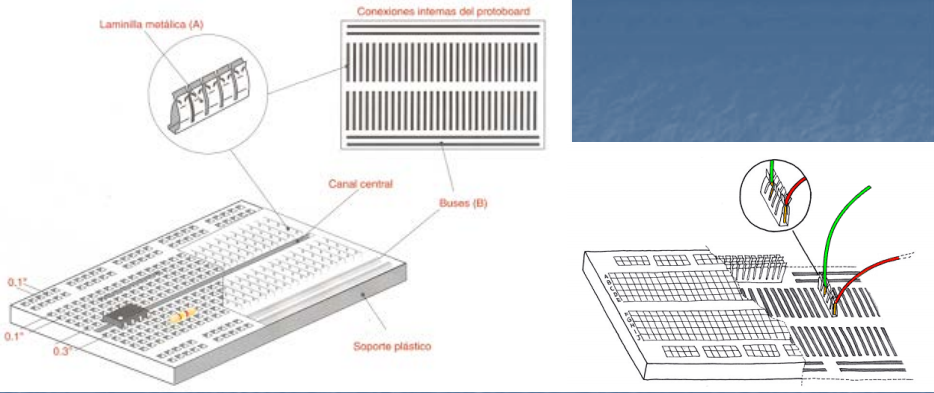 Conexiones internas del protoboard
Laminilla metálica (A)
Canal central
Buses (B)
0.1"
0.1"
0.3"
Soporte plástico